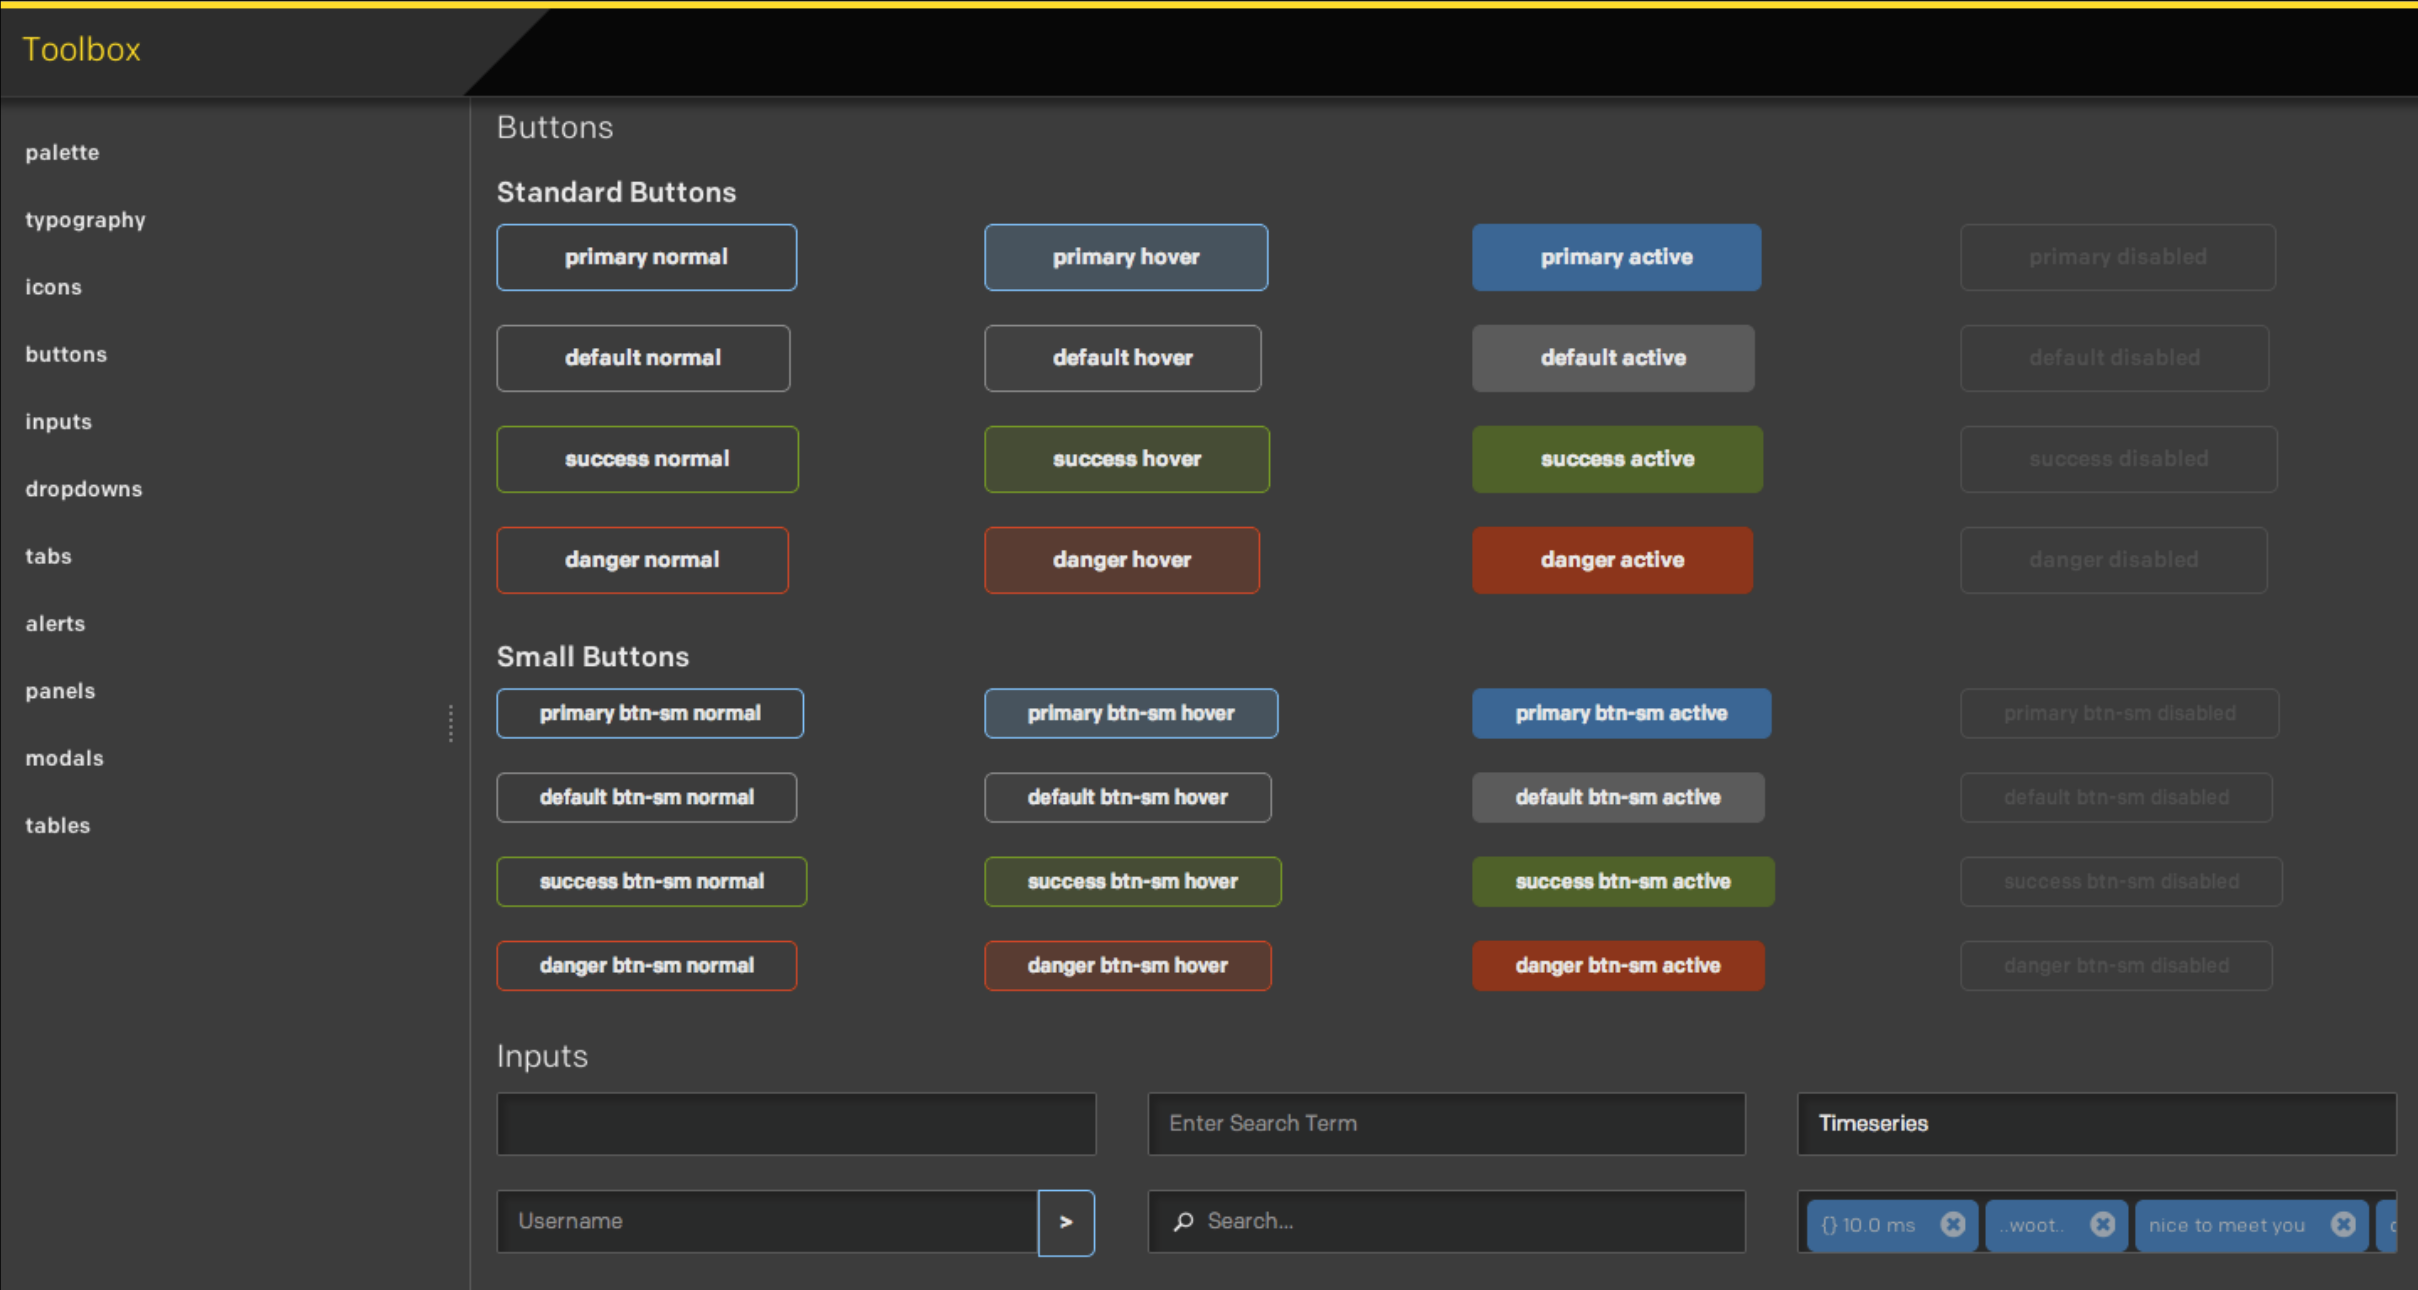 Toolbox
palette
typography
icons
buttons
inputs
dropdowns
tabs
alerts
panels
modals
tables
Buttons
Standard Buttons
primary normal primary hover primary active primary disabled
default normal default hover default active default disabled
success normal success hover success active success disabled
danger normal danger hover danger active danger disabled
Small Buttons
primary btn-sm normal primary btn-sm hover primary btn-sm active primary btn-sm disabled
default btn-sm normal default btn-sm hover default btn-sm active default btn-sm disabled
success btn-sm normal success btn-sm hover success btn-sm active success btn-sm disabled
danger btn-sm normal danger btn-sm hover danger btn-sm active danger btn-sm disabled
Inputs
Enter Search Term Timeseries
Username > Search... {} 10.0 ms ..woot.. nice to meet you